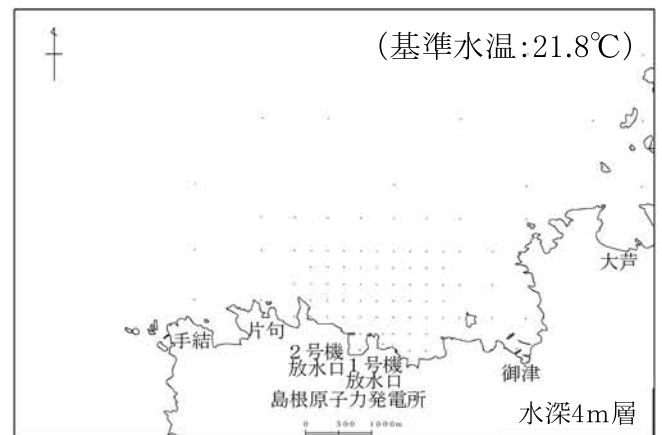 4
(基準水温:21.8℃)
大芦
手結
片句
2号機
放水口
1号機
放水口
御津
島根原子力発電所
水深4m層
0 500 1000m